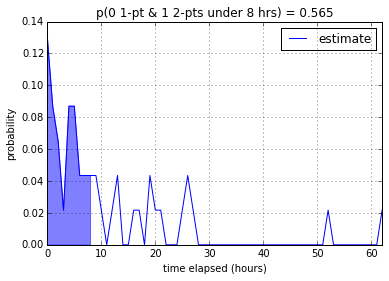 p(0 1-pt & 1 2-pts under 8 hrs) = 0.565
0.14
0.12
0.10
0.08
0.06
0.04
0.02
0.00
probability
estimate
0 10 20 30 40 50 60
time elapsed (hours)